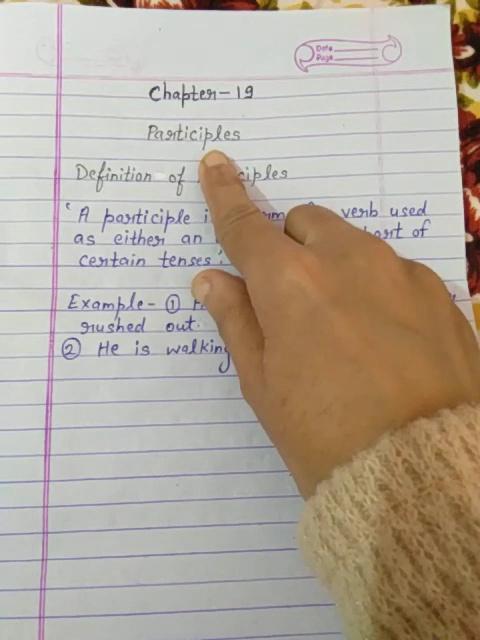 Date
Page
Chapter-19
Participles
Definition of
'A participle is verb used
as either an part of
certain tenses'.
Example- ①
rushed out.
② He is walking